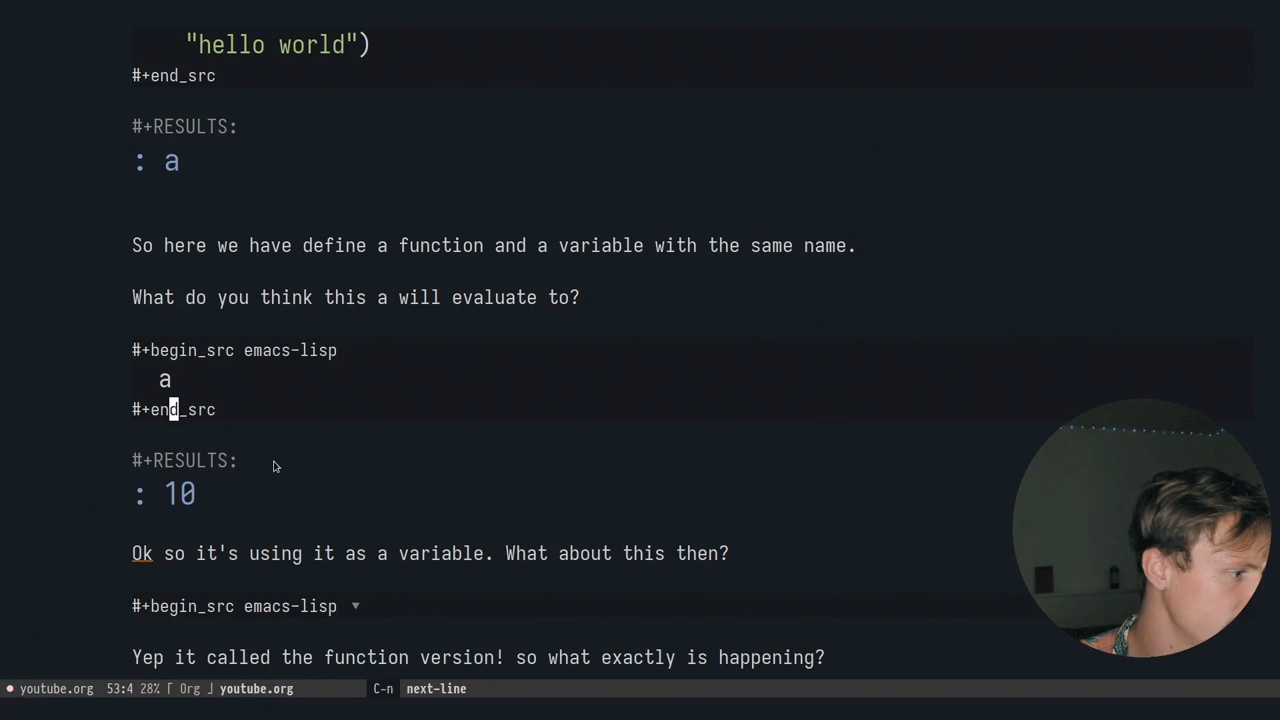 "hello world")
#+end_src
#+RESULTS:
: a
So here we have define a function and a variable with the same name.
What do you think this a will evaluate to?
#+begin_src emacs-lisp
a
#+end_src
#+RESULTS:
: 10
Ok so it's using it as a variable. What about this then?
#+begin_src emacs-lisp ▾
Yep it called the function version! so what exactly is happening?
youtube.org 53:4 28% ⎡ Org ⎦ youtube.org C-n next-line